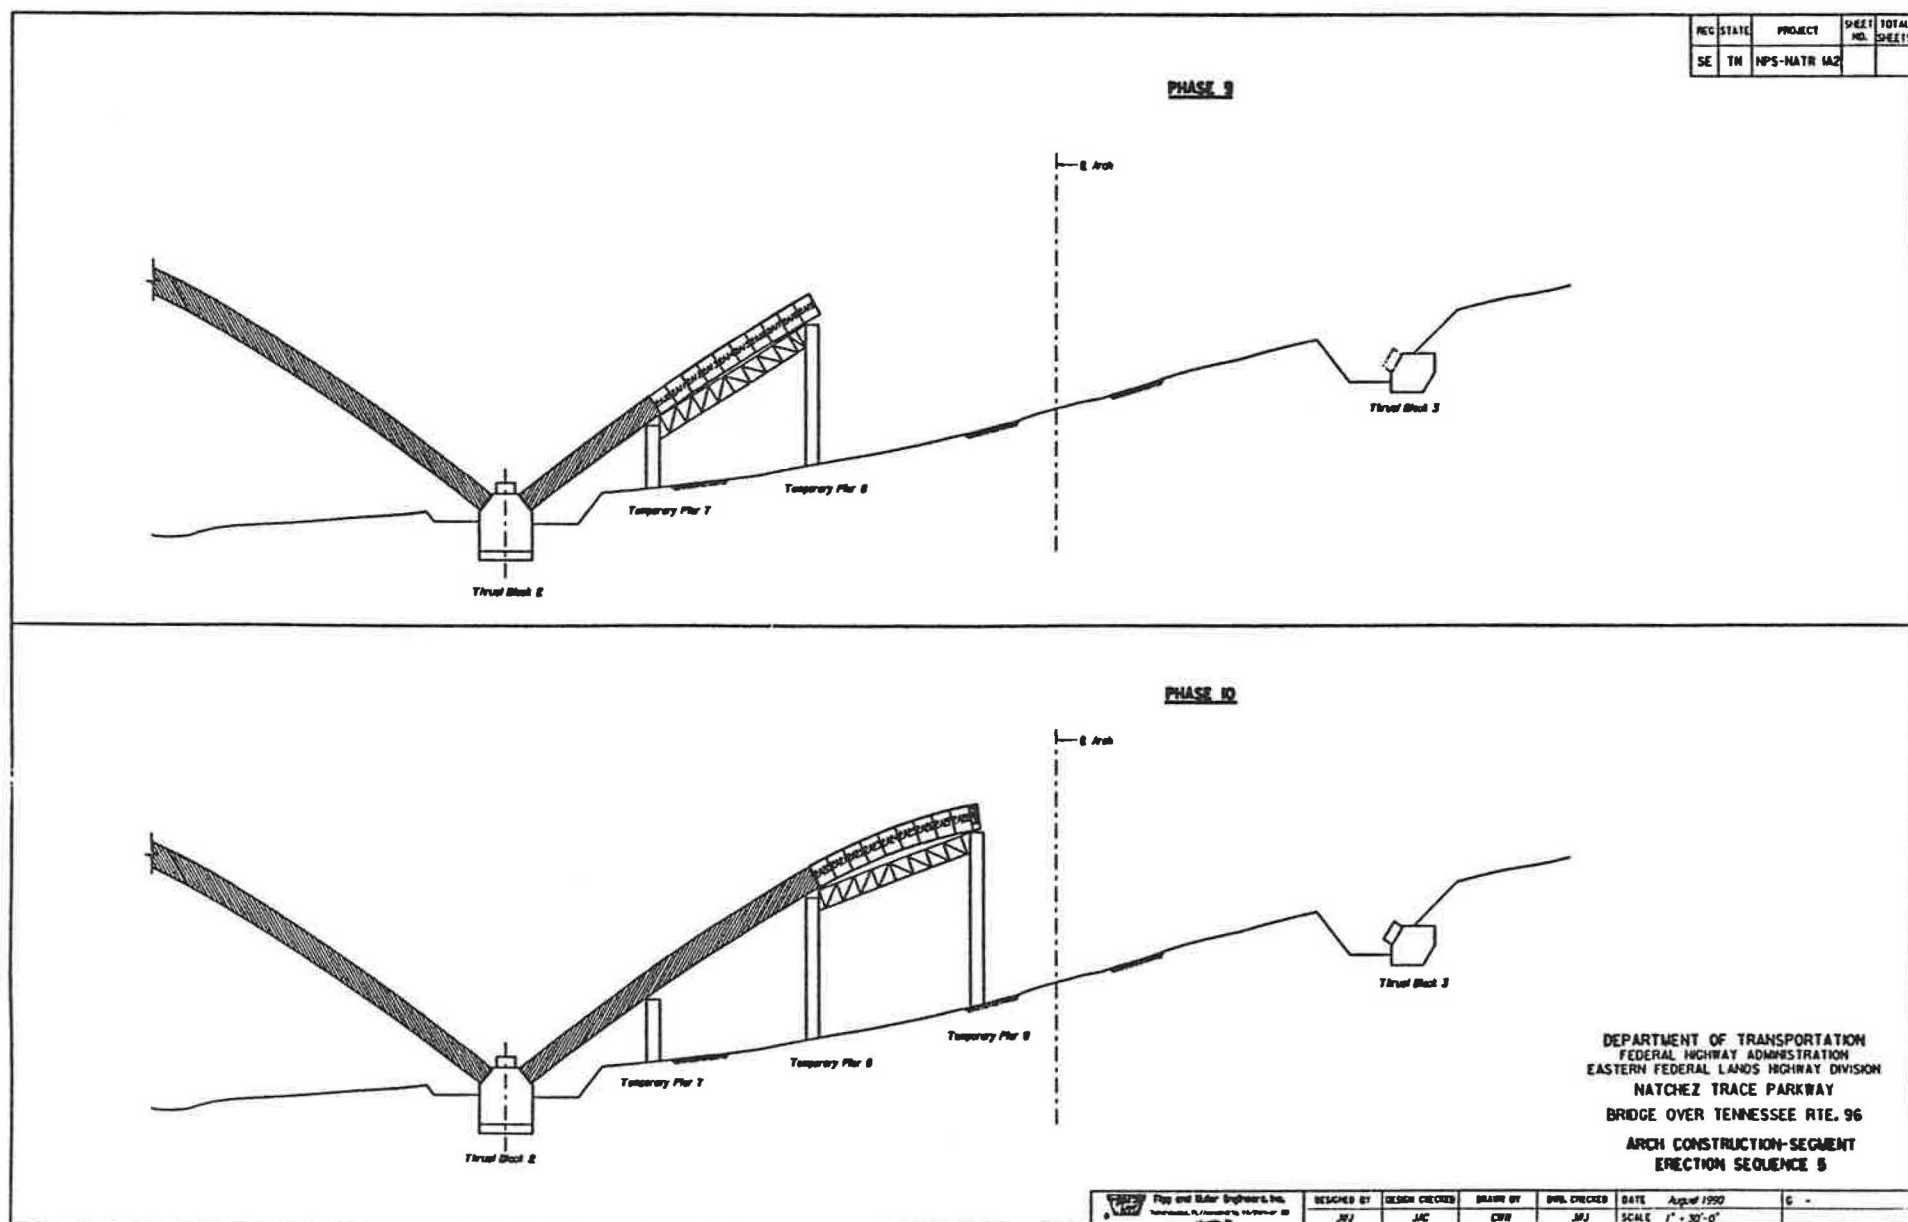 REG STATE PROJECT SHEET NO. TOTAL SHEETS
SE TN NPS-NATR 1A2
PHASE 9
℄ Arch
Thrust Block 3
Temporary Pier 8
Temporary Pier 7
Thrust Block 2
PHASE 10
℄ Arch
Thrust Block 3
Temporary Pier 9
Temporary Pier 8
Temporary Pier 7
Thrust Block 2
DEPARTMENT OF TRANSPORTATION
FEDERAL HIGHWAY ADMINISTRATION
EASTERN FEDERAL LANDS HIGHWAY DIVISION
NATCHEZ TRACE PARKWAY
BRIDGE OVER TENNESSEE RTE. 96
ARCH CONSTRUCTION-SEGMENT
ERECTION SEQUENCE 5
Figg and Muller Engineers, Inc.
DESIGNED BY DESIGN CHECKED DRAWN BY DWG. CHECKED DATE August 1990 G -
JAC SCALE 1" = 30'-0"